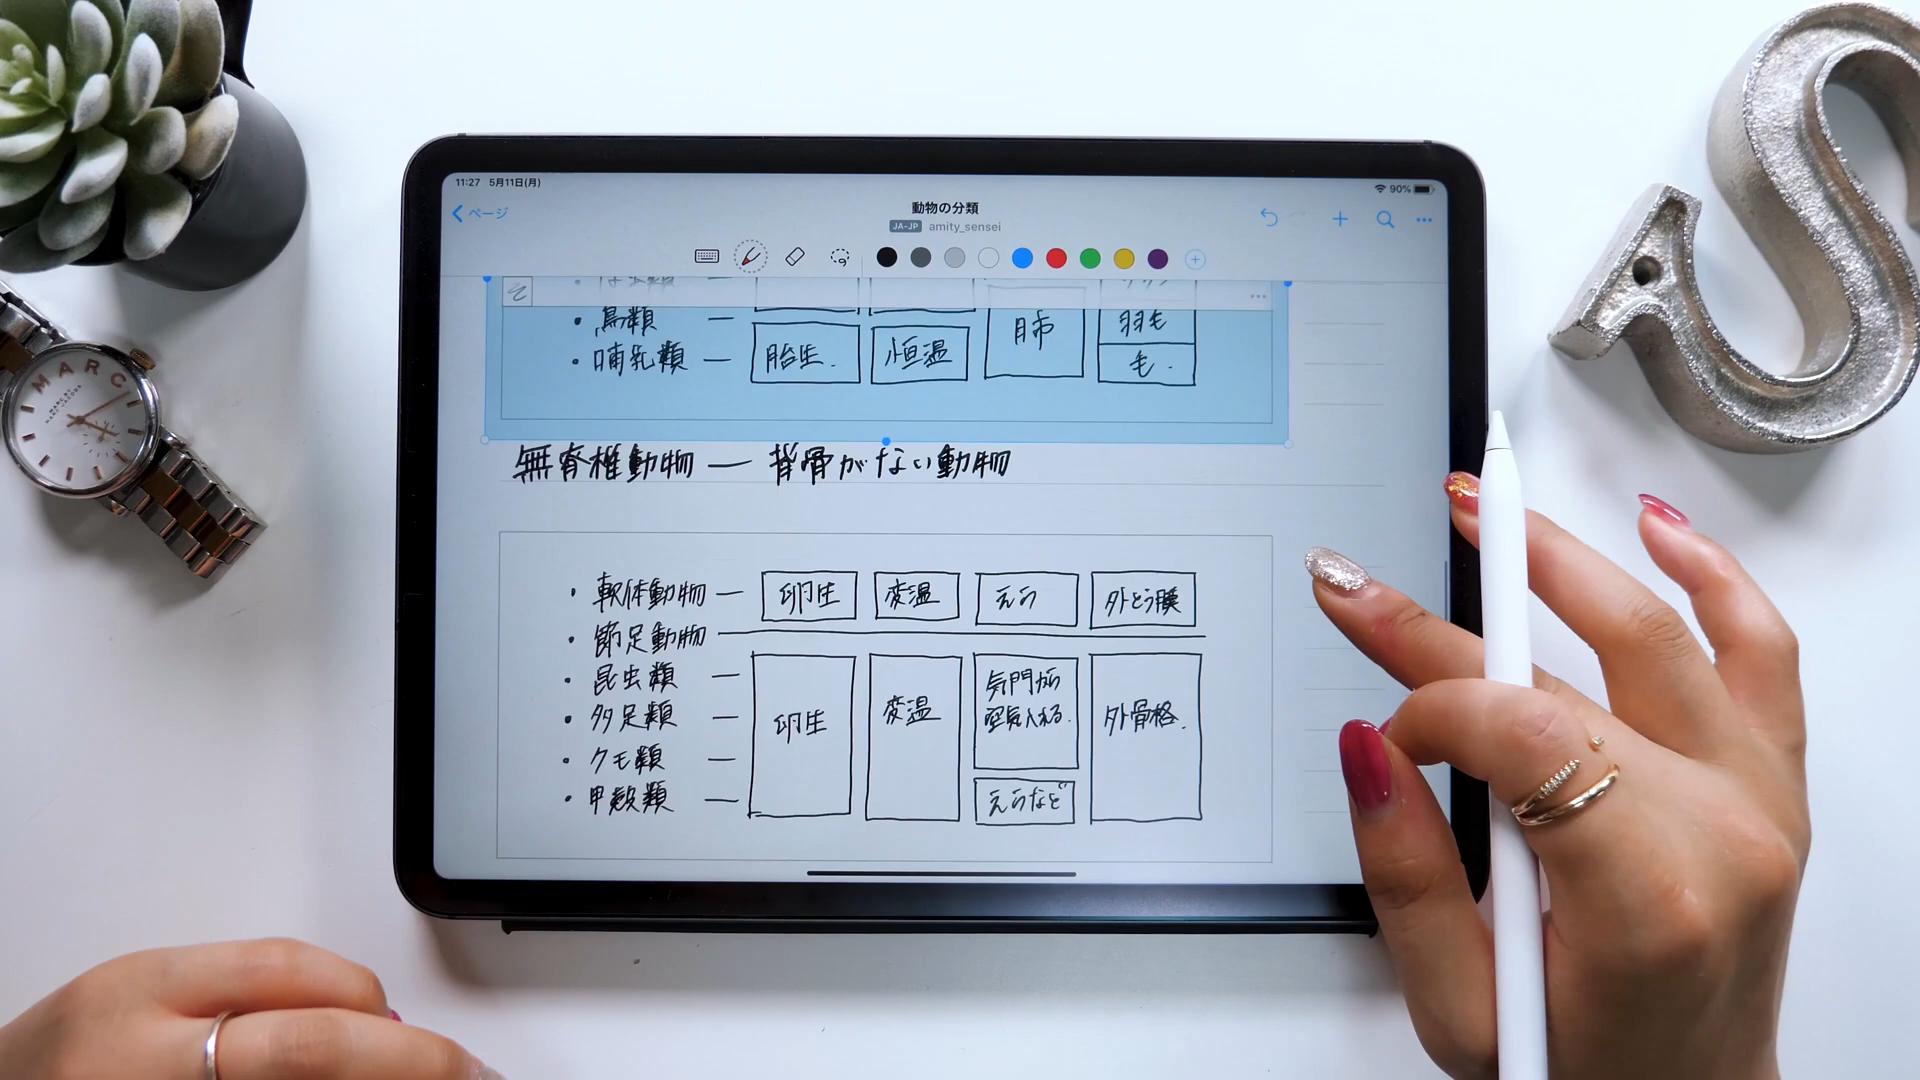 11:27 5月11日(月)
90%
ページ
動物の分類
JA-JP amity_sensei
鳥類 — 肺 羽毛
哺乳類 — 胎生. 恒温 毛.
無脊椎動物 — 背骨がない動物
軟体動物 — 卵生 変温 えら 外とう膜
節足動物
昆虫類 — 気門から
多足類 — 卵生 変温 空気入れる. 外骨格.
クモ類 —
甲殻類 — えらなど
MARC
S